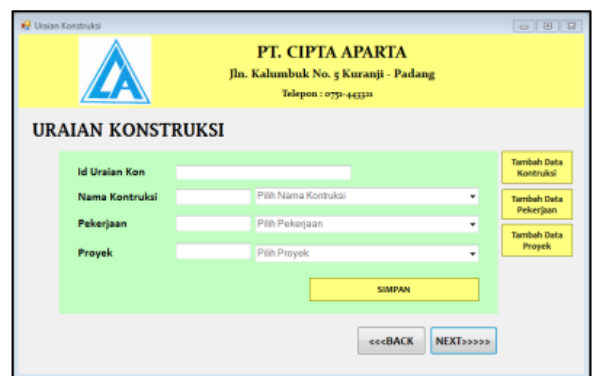 Uraian Konstruksi
PT. CIPTA APARTA
Jln. Kalumbuk No. 5 Kuranji - Padang
Telepon : 0751-443321
URAIAN KONSTRUKSI
Id Uraian Kon
Nama Kontruksi
Pilih Nama Kontruksi
Pekerjaan
Pilih Pekerjaan
Proyek
Pilih Proyek
SIMPAN
Tambah Data
Kontruksi
Tambah Data
Pekerjaan
Tambah Data
Proyek
<<<BACK
NEXT>>>>>